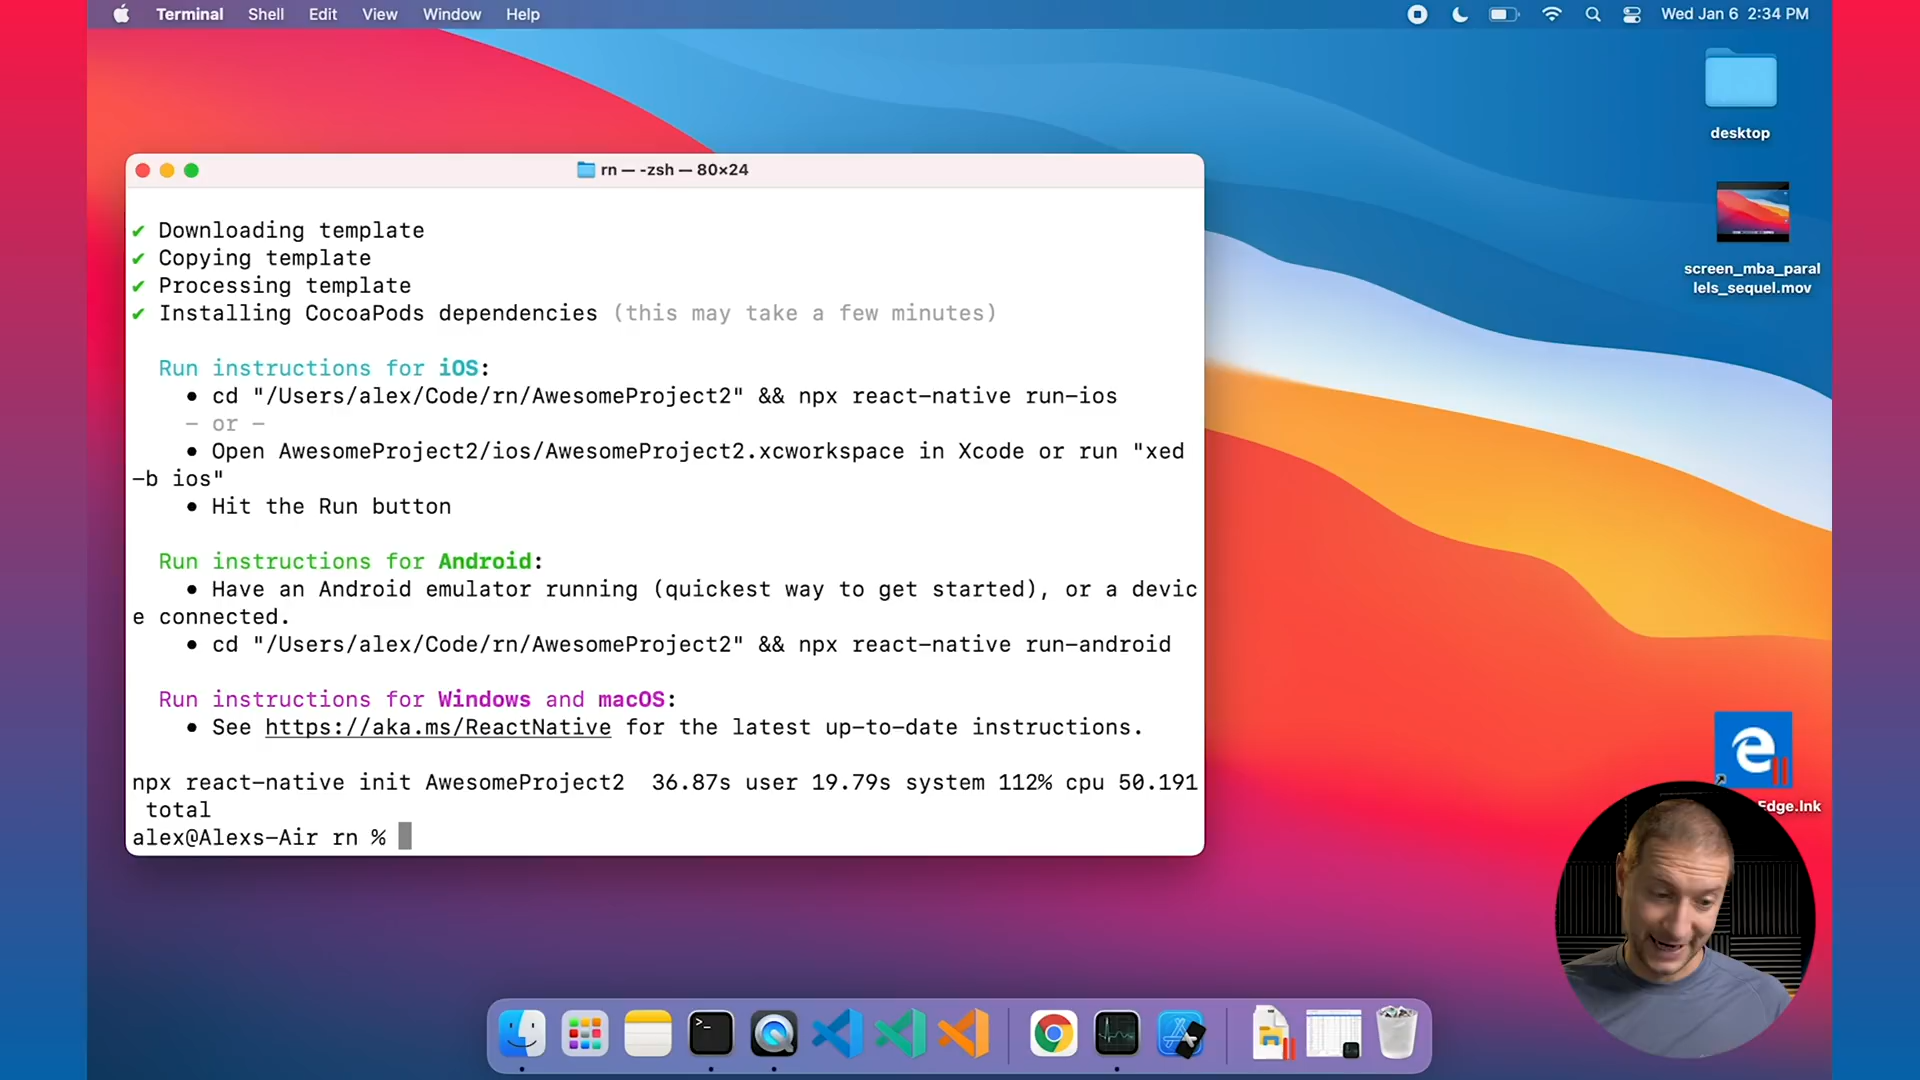 Terminal Shell Edit View Window Help Wed Jan 6 2:34 PM
desktop
screen_mba_paral
lels_sequel.mov
rn — -zsh — 80×24
✔ Downloading template
✔ Copying template
✔ Processing template
✔ Installing CocoaPods dependencies (this may take a few minutes)
Run instructions for iOS:
• cd "/Users/alex/Code/rn/AwesomeProject2" && npx react-native run-ios
- or -
• Open AwesomeProject2/ios/AwesomeProject2.xcworkspace in Xcode or run "xed
-b ios"
• Hit the Run button
Run instructions for Android:
• Have an Android emulator running (quickest way to get started), or a devic
e connected.
• cd "/Users/alex/Code/rn/AwesomeProject2" && npx react-native run-android
Run instructions for Windows and macOS:
• See https://aka.ms/ReactNative for the latest up-to-date instructions.
npx react-native init AwesomeProject2  36.87s user 19.79s system 112% cpu 50.191
total
alex@Alexs-Air rn %
Edge.lnk